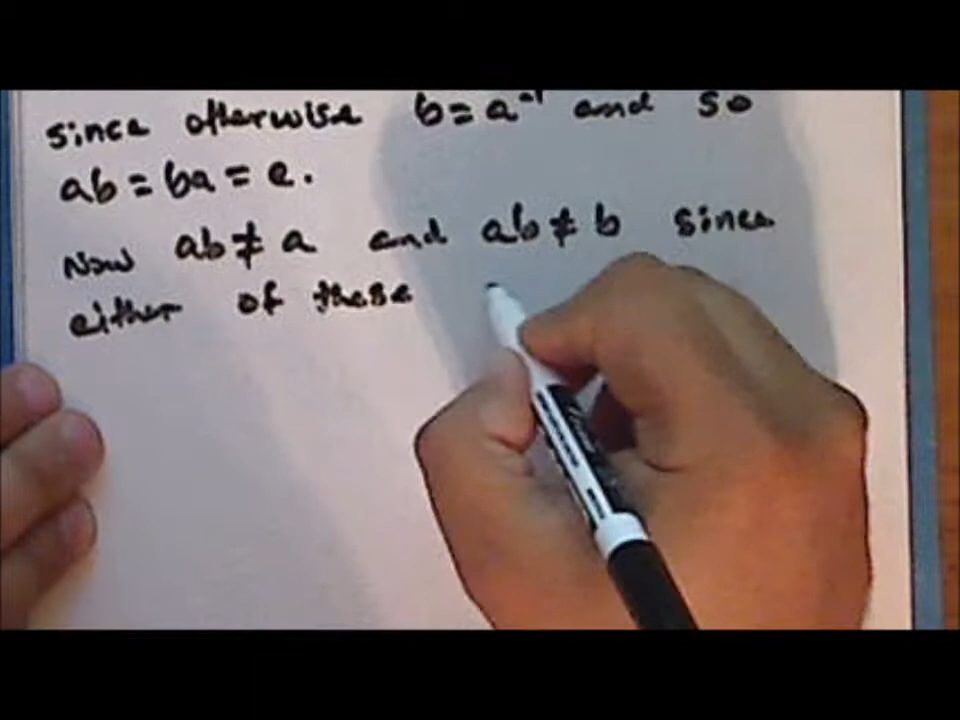 since otherwise b=a⁻¹ and so
ab = ba = e.
Now ab ≠ a and ab ≠ b since
either of these